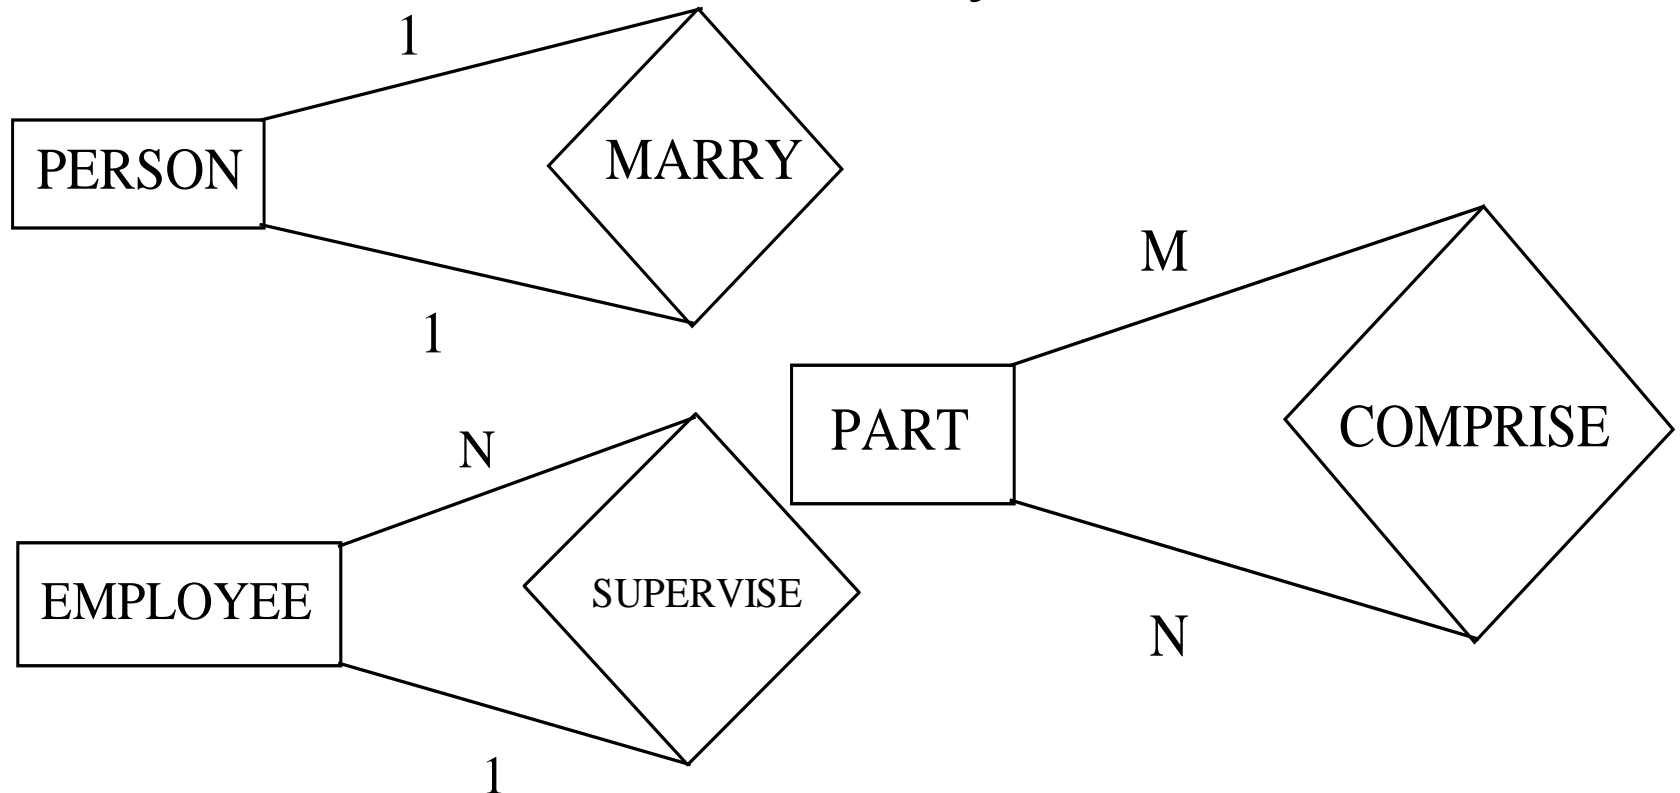 1
PERSON
MARRY
1
M
PART
COMPRISE
N
N
EMPLOYEE
SUPERVISE
1